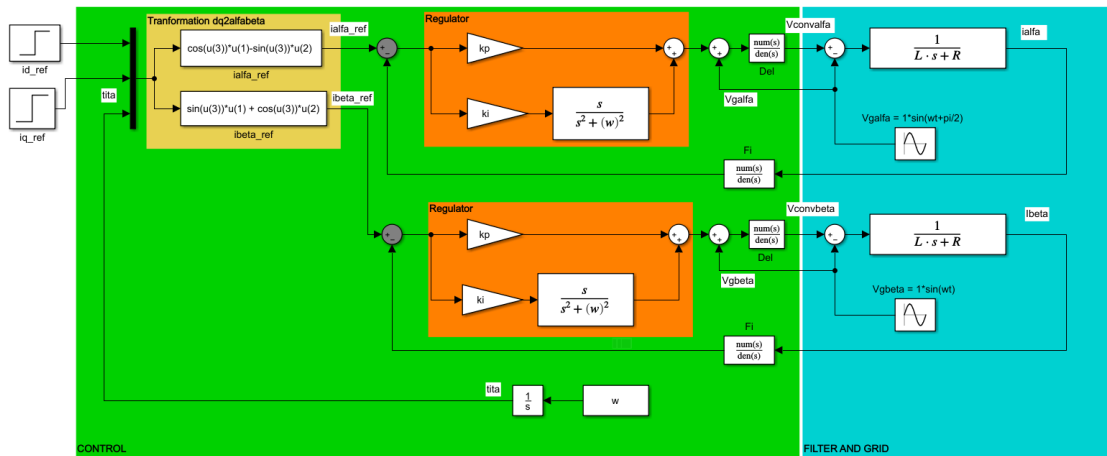 Tranformation dq2alfabeta
Regulator
id_ref
iq_ref
tita
cos(u(3))*u(1)-sin(u(3))*u(2)
ialfa_ref
sin(u(3))*u(1) + cos(u(3))*u(2)
ibeta_ref
ialfa_ref
ibeta_ref
kp
ki
s
s² + (w)²
Vgalfa
num(s)
den(s)
Del
Vconvalfa
1
L · s + R
ialfa
Vgalfa = 1*sin(wt+pi/2)
Fi
num(s)
den(s)
Regulator
kp
ki
s
s² + (w)²
Vgbeta
num(s)
den(s)
Del
Vconvbeta
1
L · s + R
Ibeta
Vgbeta = 1*sin(wt)
Fi
num(s)
den(s)
tita
1
s
w
CONTROL
FILTER AND GRID